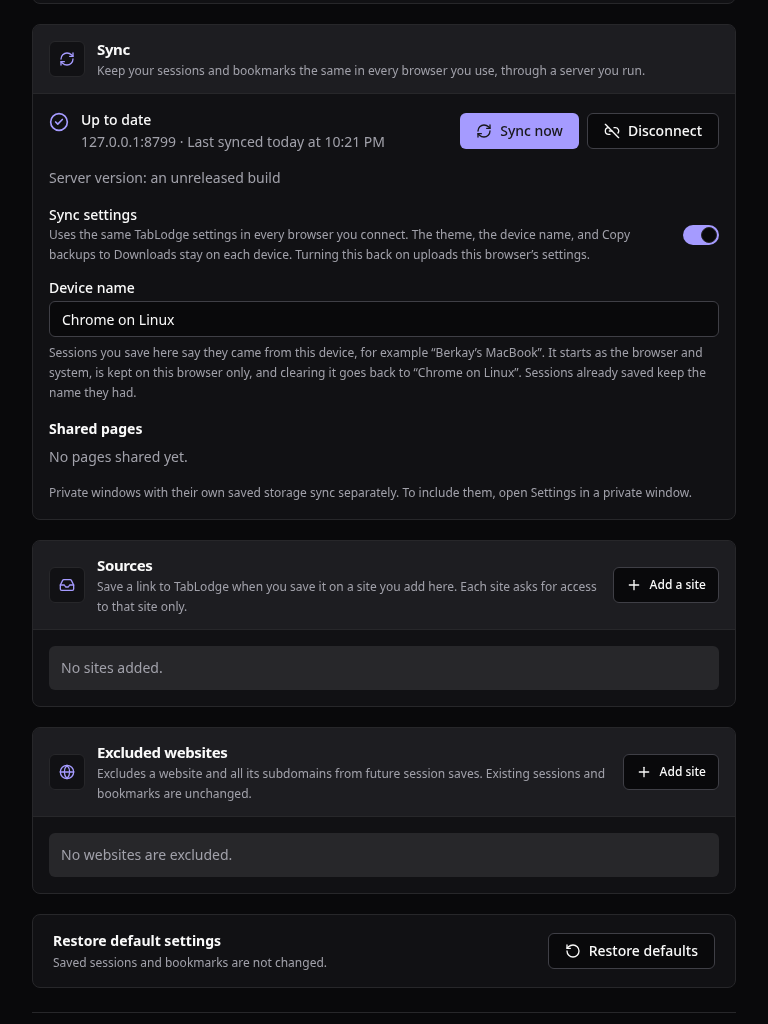 Sync
Keep your sessions and bookmarks the same in every browser you use, through a server you run.
Up to date
127.0.0.1:8799 · Last synced today at 10:21 PM
Sync now
Disconnect
Server version: an unreleased build
Sync settings
Uses the same TabLodge settings in every browser you connect. The theme, the device name, and Copy
backups to Downloads stay on each device. Turning this back on uploads this browser’s settings.
Device name
Chrome on Linux
Sessions you save here say they came from this device, for example “Berkay’s MacBook”. It starts as the browser and
system, is kept on this browser only, and clearing it goes back to “Chrome on Linux”. Sessions already saved keep the
name they had.
Shared pages
No pages shared yet.
Private windows with their own saved storage sync separately. To include them, open Settings in a private window.
Sources
Save a link to TabLodge when you save it on a site you add here. Each site asks for access
to that site only.
Add a site
No sites added.
Excluded websites
Excludes a website and all its subdomains from future session saves. Existing sessions and
bookmarks are unchanged.
Add site
No websites are excluded.
Restore default settings
Saved sessions and bookmarks are not changed.
Restore defaults